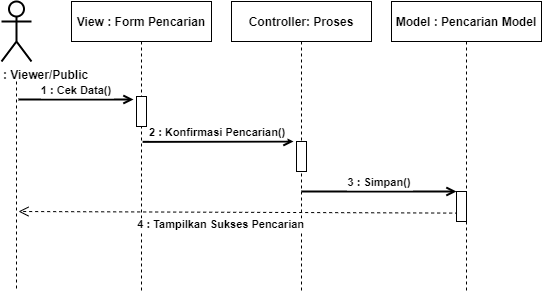 View : Form Pencarian
Controller: Proses
Model : Pencarian Model
: Viewer/Public
1 : Cek Data()
2 : Konfirmasi Pencarian()
3 : Simpan()
4 : Tampilkan Sukses Pencarian